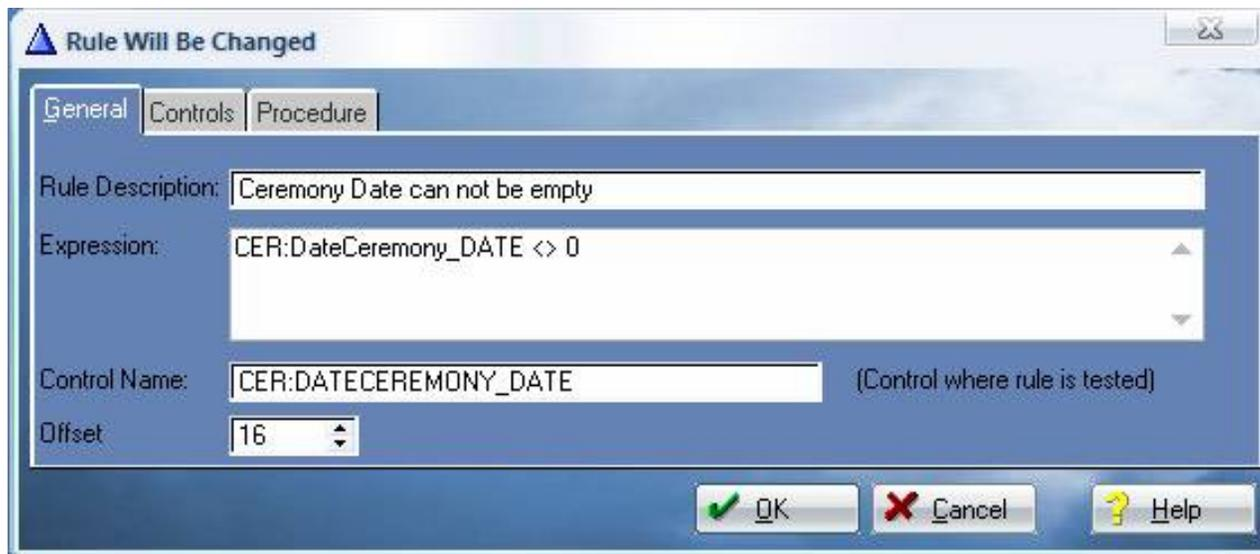 Rule Will Be Changed
General Controls Procedure
Rule Description: Ceremony Date can not be empty
Expression: CER:DateCeremony_DATE <> 0
Control Name: CER:DATECEREMONY_DATE (Control where rule is tested)
Offset 16
OK Cancel ? Help